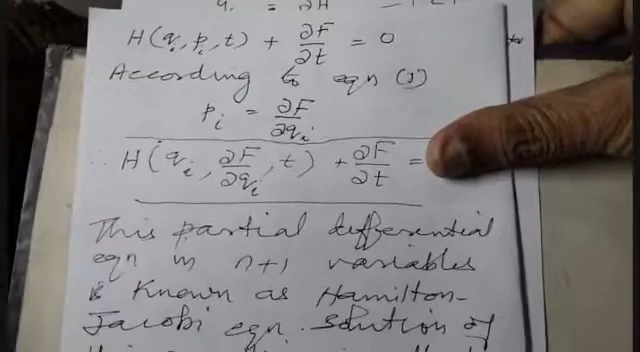 H(qi, pi, t) + ∂F/∂t = 0
According to eqn (1)
pi = ∂F/∂qi
∴ H(qi, ∂F/∂qi, t) + ∂F/∂t =
This partial differential
eqn in n+1 variables
is known as Hamilton-
Jacobi eqn. solution of